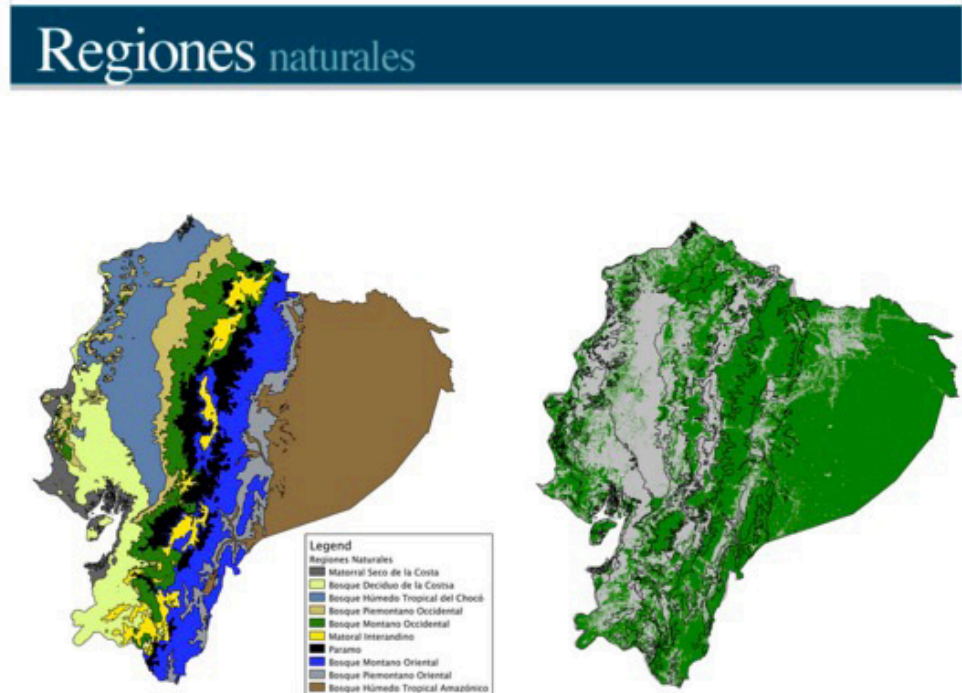 Regiones naturales
Legend
Regiones Naturales
Matorral Seco de la Costa
Bosque Deciduo de la Costsa
Bosque Húmedo Tropical del Chocó
Bosque Piemontano Occidental
Bosque Montano Occidental
Matoral Interandino
Paramo
Bosque Montano Oriental
Bosque Piemontano Oriental
Bosque Húmedo Tropical Amazónico